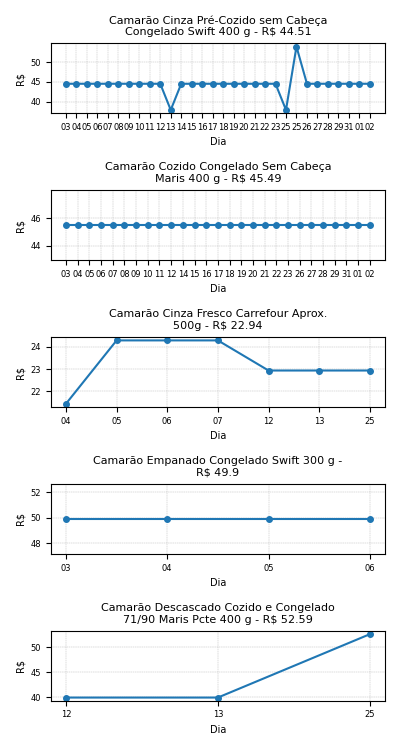 Camarão Cinza Pré-Cozido sem Cabeça
Congelado Swift 400 g - R$ 44.51
50
45
40
R$
03 04 05 06 07 08 09 10 11 12 13 14 15 16 17 18 19 20 21 22 23 25 25 26 27 28 29 31 01 02
Dia
Camarão Cozido Congelado Sem Cabeça
Maris 400 g - R$ 45.49
46
44
R$
03 04 05 06 07 08 09 10 11 12 13 14 15 16 17 18 19 20 21 22 23 26 27 28 29 31 01 02
Dia
Camarão Cinza Fresco Carrefour Aprox.
500g - R$ 22.94
24
23
22
R$
04 05 06 07 12 13 25
Dia
Camarão Empanado Congelado Swift 300 g -
R$ 49.9
52
50
48
R$
03 04 05 06
Dia
Camarão Descascado Cozido e Congelado
71/90 Maris Pcte 400 g - R$ 52.59
50
45
40
R$
12 13 25
Dia